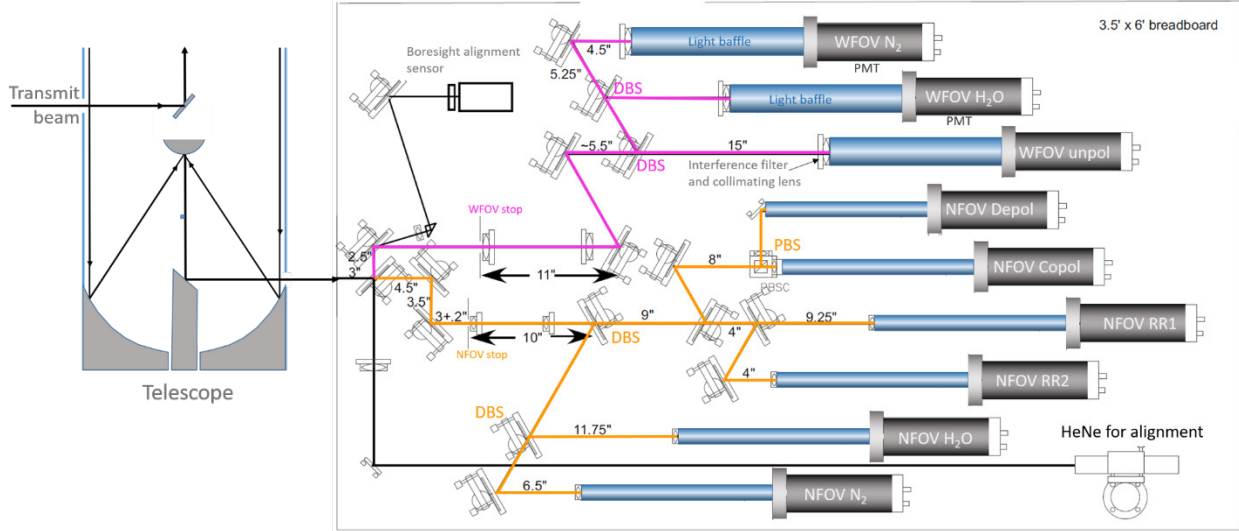 3.5' x 6' breadboard
Boresight alignment
sensor
Transmit
beam
4.5"
Light baffle
WFOV N₂
PMT
5.25"
DBS
Light baffle
WFOV H₂O
PMT
~5.5"
DBS
15"
Interference filter
and collimating lens
WFOV unpol
WFOV stop
NFOV Depol
PBS
2.5"
3"
11"
8"
PBSC
NFOV Copol
4.5"
3.5"
3+.2"
NFOV stop
10"
DBS
9"
4"
9.25"
NFOV RR1
4"
NFOV RR2
Telescope
DBS
11.75"
NFOV H₂O
HeNe for alignment
6.5"
NFOV N₂